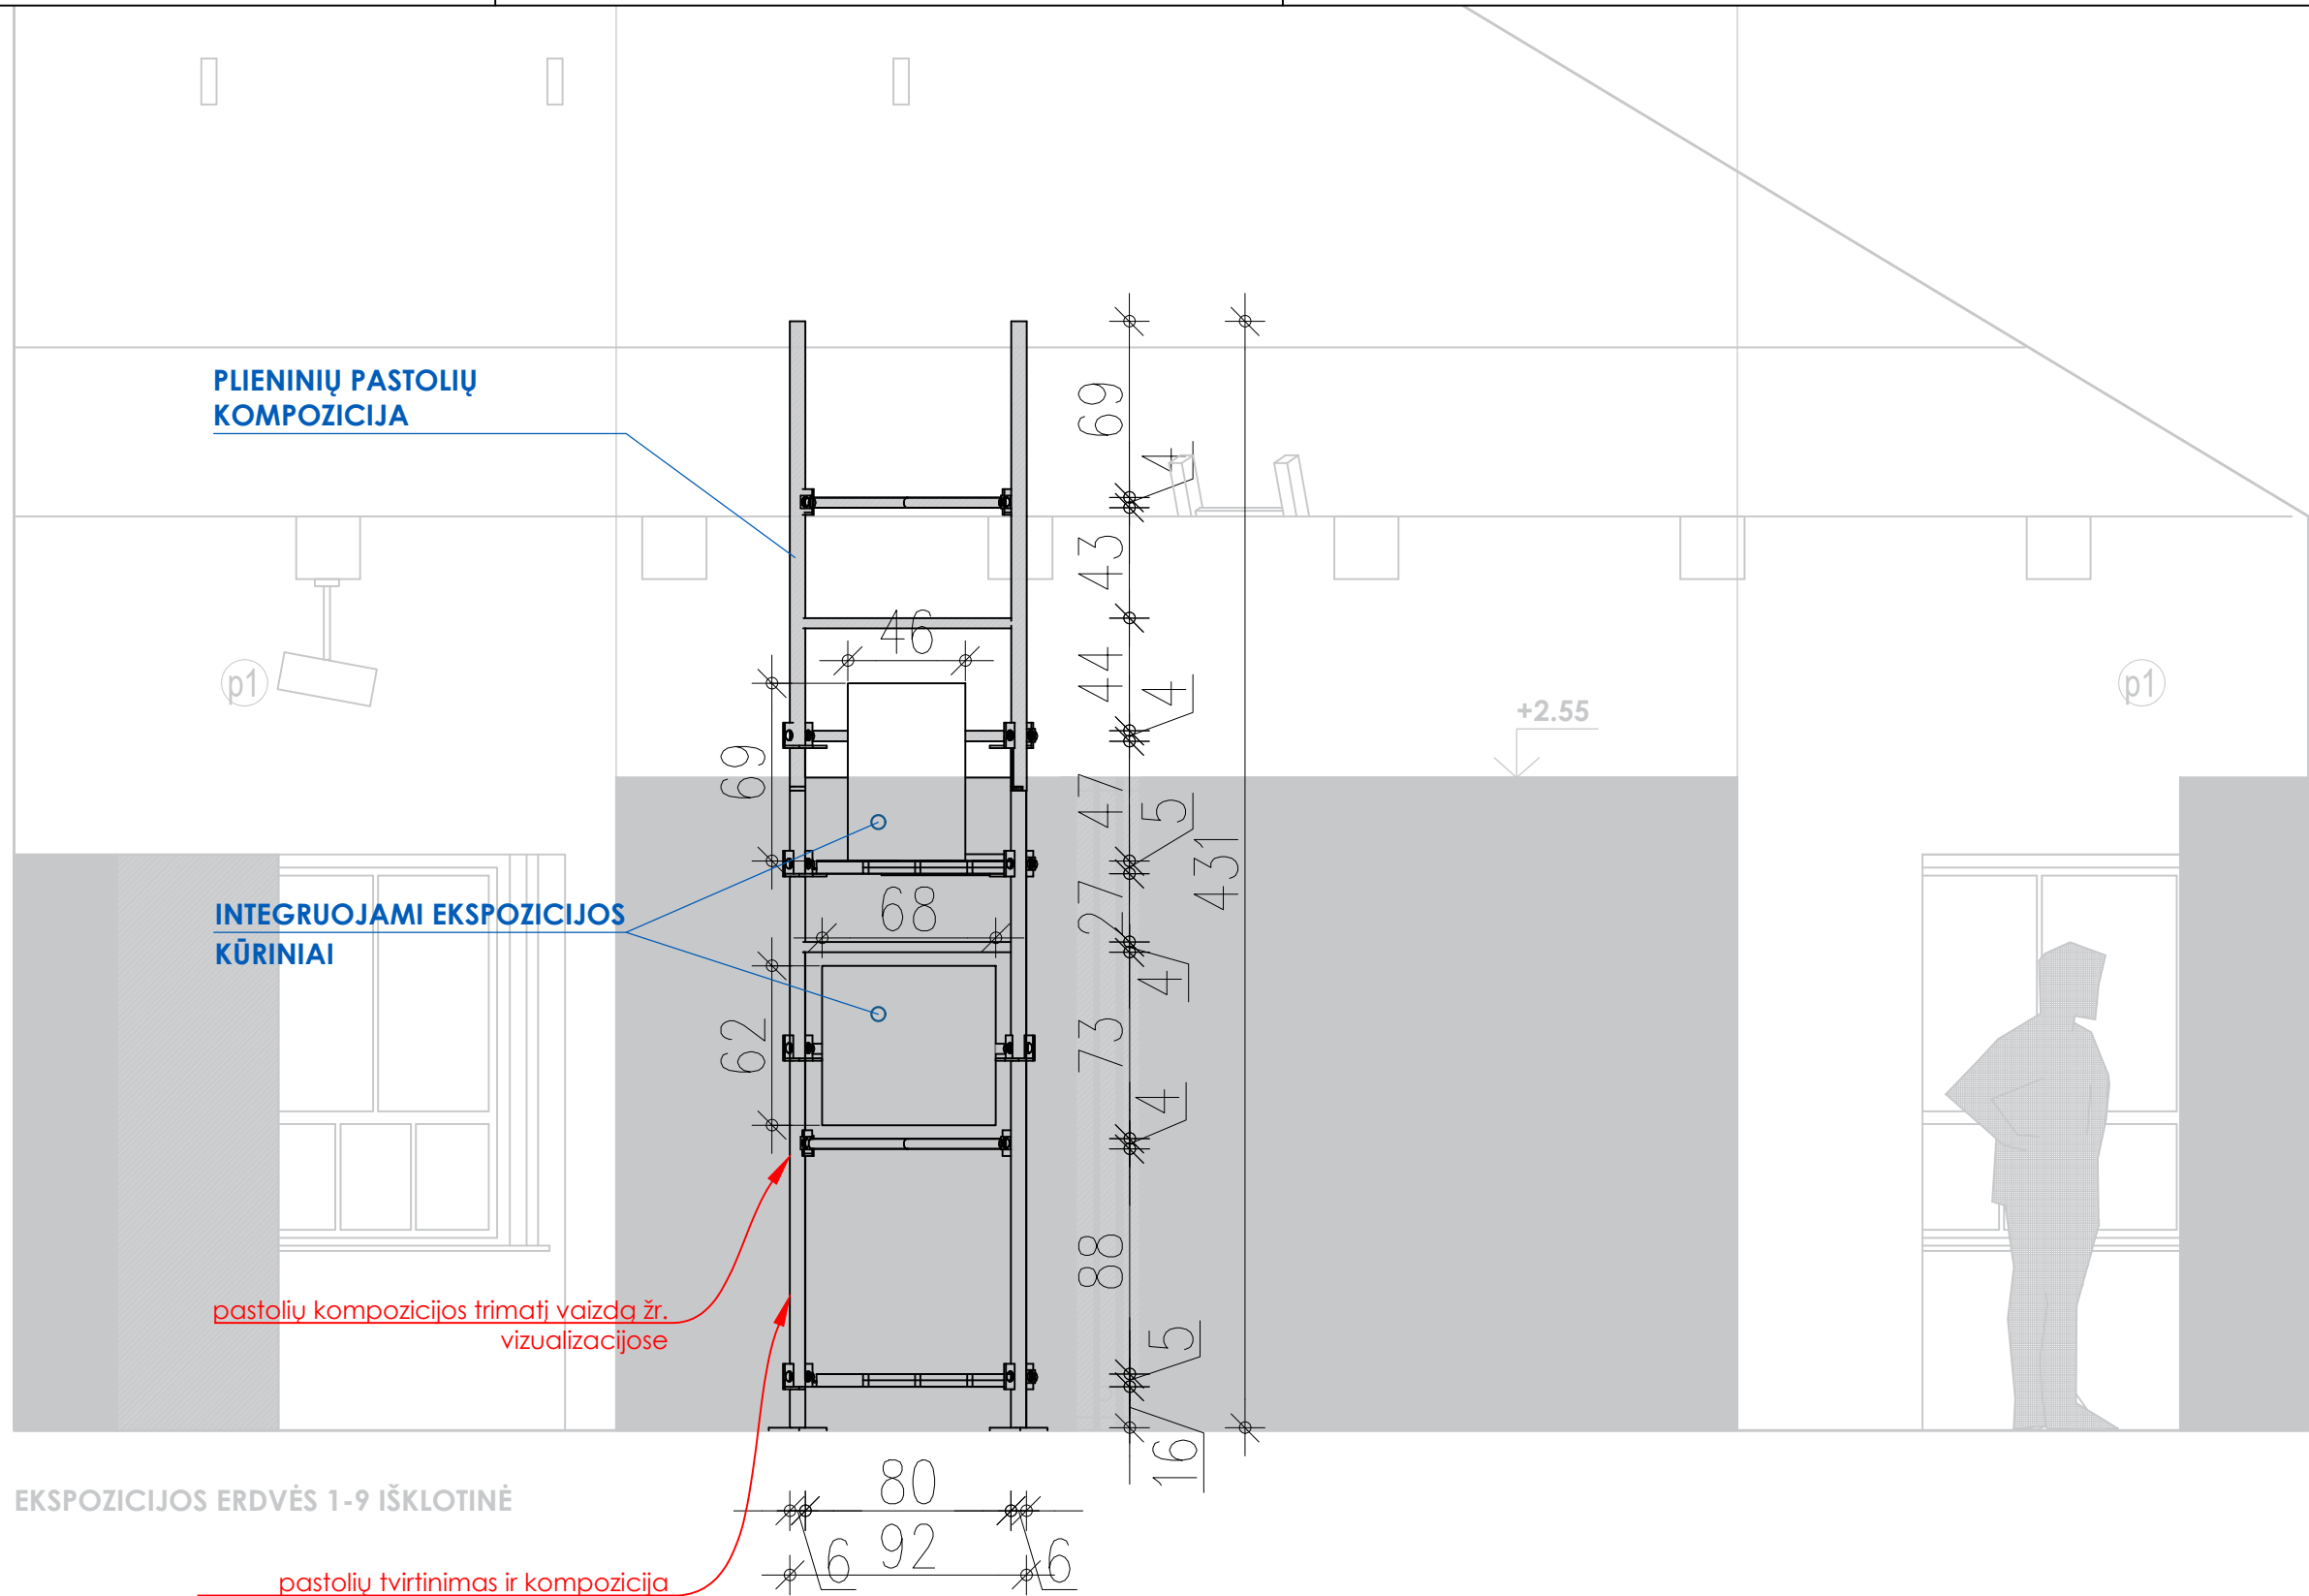 PLIENINIŲ PASTOLIŲ
KOMPOZICIJA
69
4
43
46
44
4
p1
p1
+2.55
69
47
5
431
INTEGRUOJAMI EKSPOZICIJOS
KŪRINIAI
68
27
4
62
73
4
88
pastolių kompozicijos trimatį vaizdą žr.
vizualizacijose
5
16
EKSPOZICIJOS ERDVĖS 1-9 IŠKLOTINĖ
80
6
92
6
pastolių tvirtinimas ir kompozicija